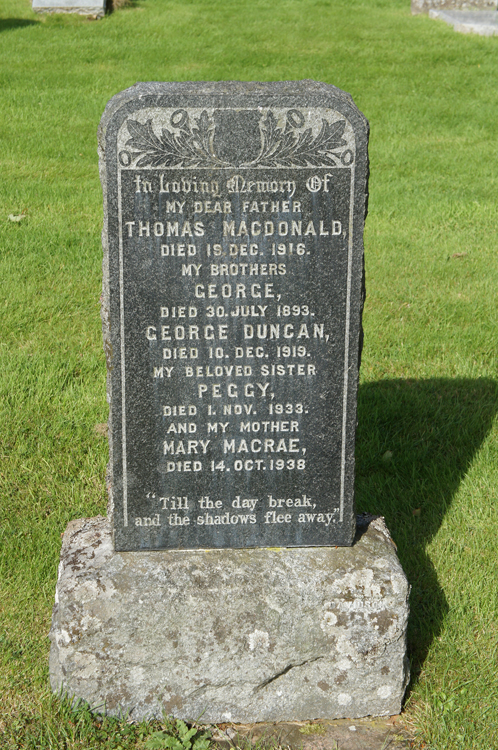 In Loving Memory Of
MY DEAR FATHER
THOMAS MACDONALD,
DIED 19. DEC. 1916.
MY BROTHERS
GEORGE,
DIED 30. JULY 1893.
GEORGE DUNCAN,
DIED 10. DEC. 1919.
MY BELOVED SISTER
PEGGY,
DIED 1. NOV. 1933.
AND MY MOTHER
MARY MACRAE,
DIED 14. OCT. 1938
"Till the day break,
and the shadows flee away."